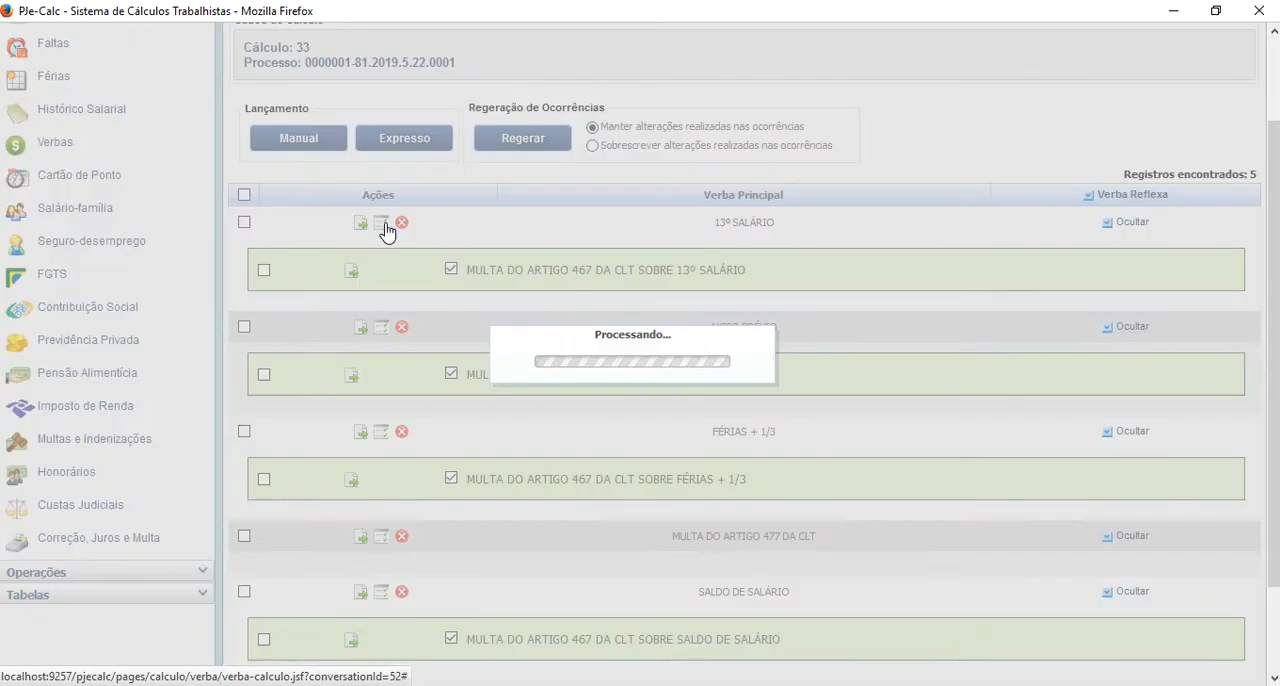 PJe-Calc - Sistema de Cálculos Trabalhistas - Mozilla Firefox
Cálculo: 33
Processo: 0000001-81.2019.5.22.0001
Faltas
Férias
Histórico Salarial
Verbas
Cartão de Ponto
Salário-família
Seguro-desemprego
FGTS
Contribuição Social
Previdência Privada
Pensão Alimentícia
Imposto de Renda
Multas e Indenizações
Honorários
Custas Judiciais
Correção, Juros e Multa
Operações
Tabelas
Lançamento
Manual Expresso
Regeração de Ocorrências
Regerar
Manter alterações realizadas nas ocorrências
Sobrescrever alterações realizadas nas ocorrências
Registros encontrados: 5
Ações Verba Principal Verba Reflexa
13º SALÁRIO Ocultar
MULTA DO ARTIGO 467 DA CLT SOBRE 13º SALÁRIO
Ocultar
Processando...
MUL
FÉRIAS + 1/3 Ocultar
MULTA DO ARTIGO 467 DA CLT SOBRE FÉRIAS + 1/3
MULTA DO ARTIGO 477 DA CLT Ocultar
SALDO DE SALÁRIO Ocultar
MULTA DO ARTIGO 467 DA CLT SOBRE SALDO DE SALÁRIO
localhost:9257/pjecalc/pages/calculo/verba/verba-calculo.jsf?conversationId=52#